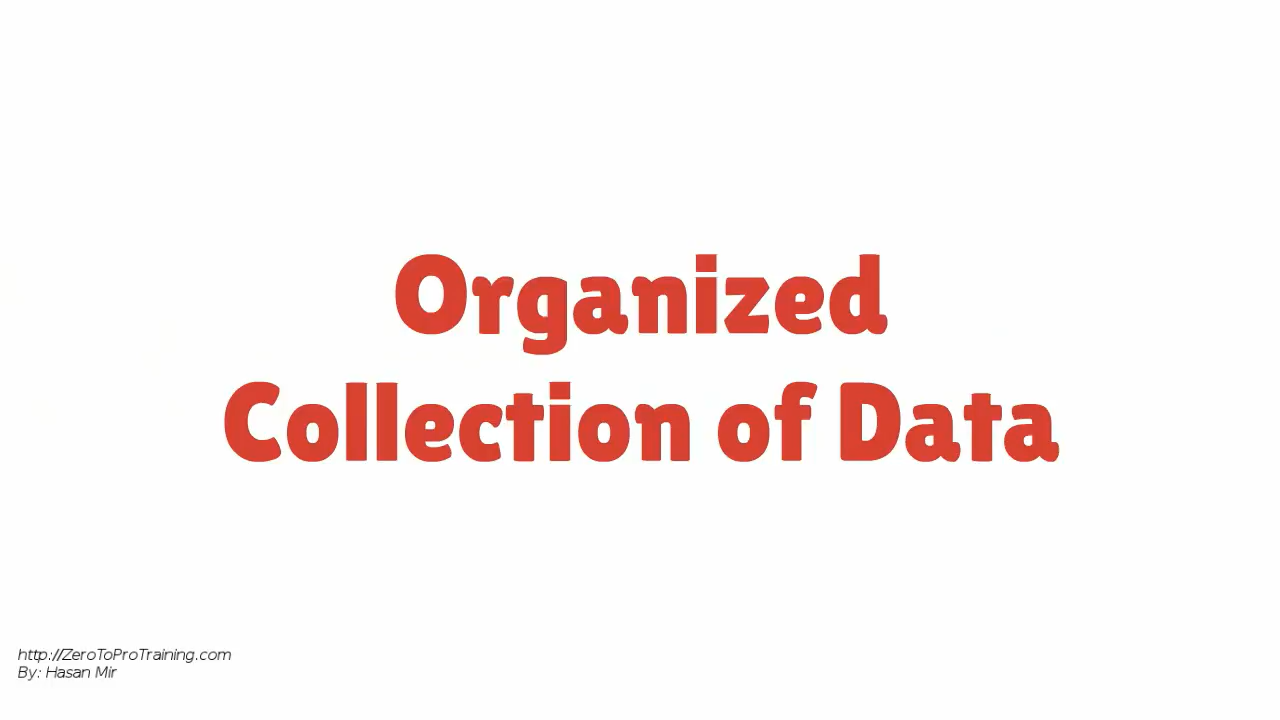 Organized
Collection of Data
http://ZeroToProTraining.com
By: Hasan Mir